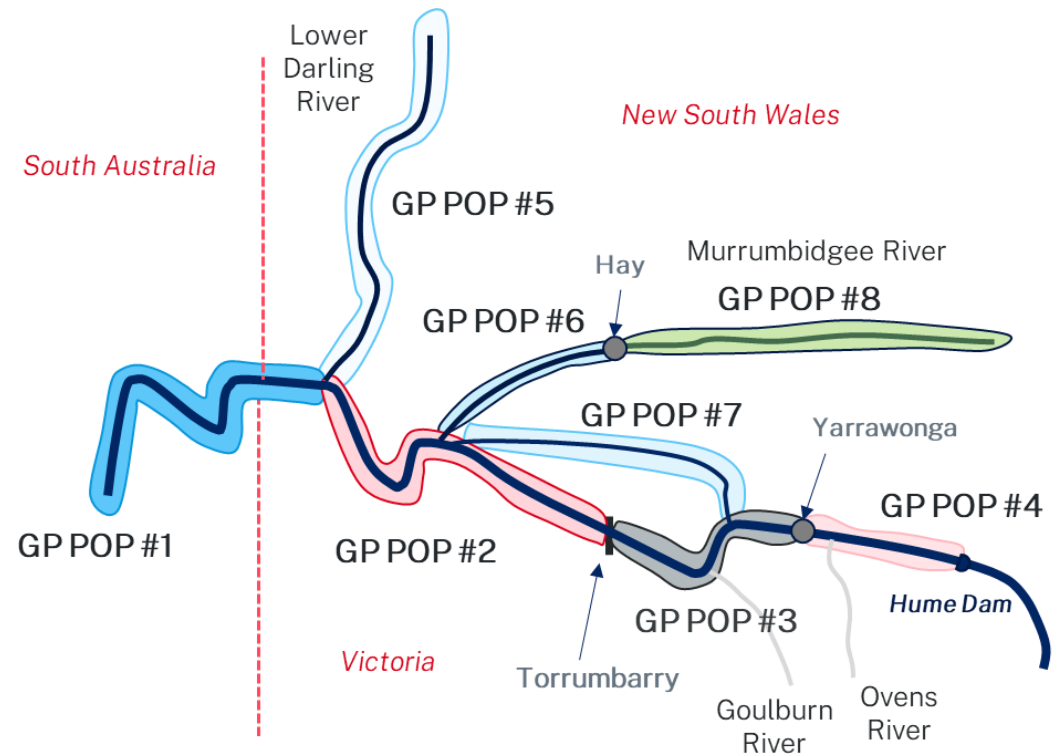 Lower
Darling
River
New South Wales
South Australia
GP POP #5
Murrumbidgee River
Hay
GP POP #8
GP POP #6
GP POP #7
Yarrawonga
GP POP #4
GP POP #1
GP POP #2
Hume Dam
GP POP #3
Victoria
Torrumbarry
Goulburn
River
Ovens
River